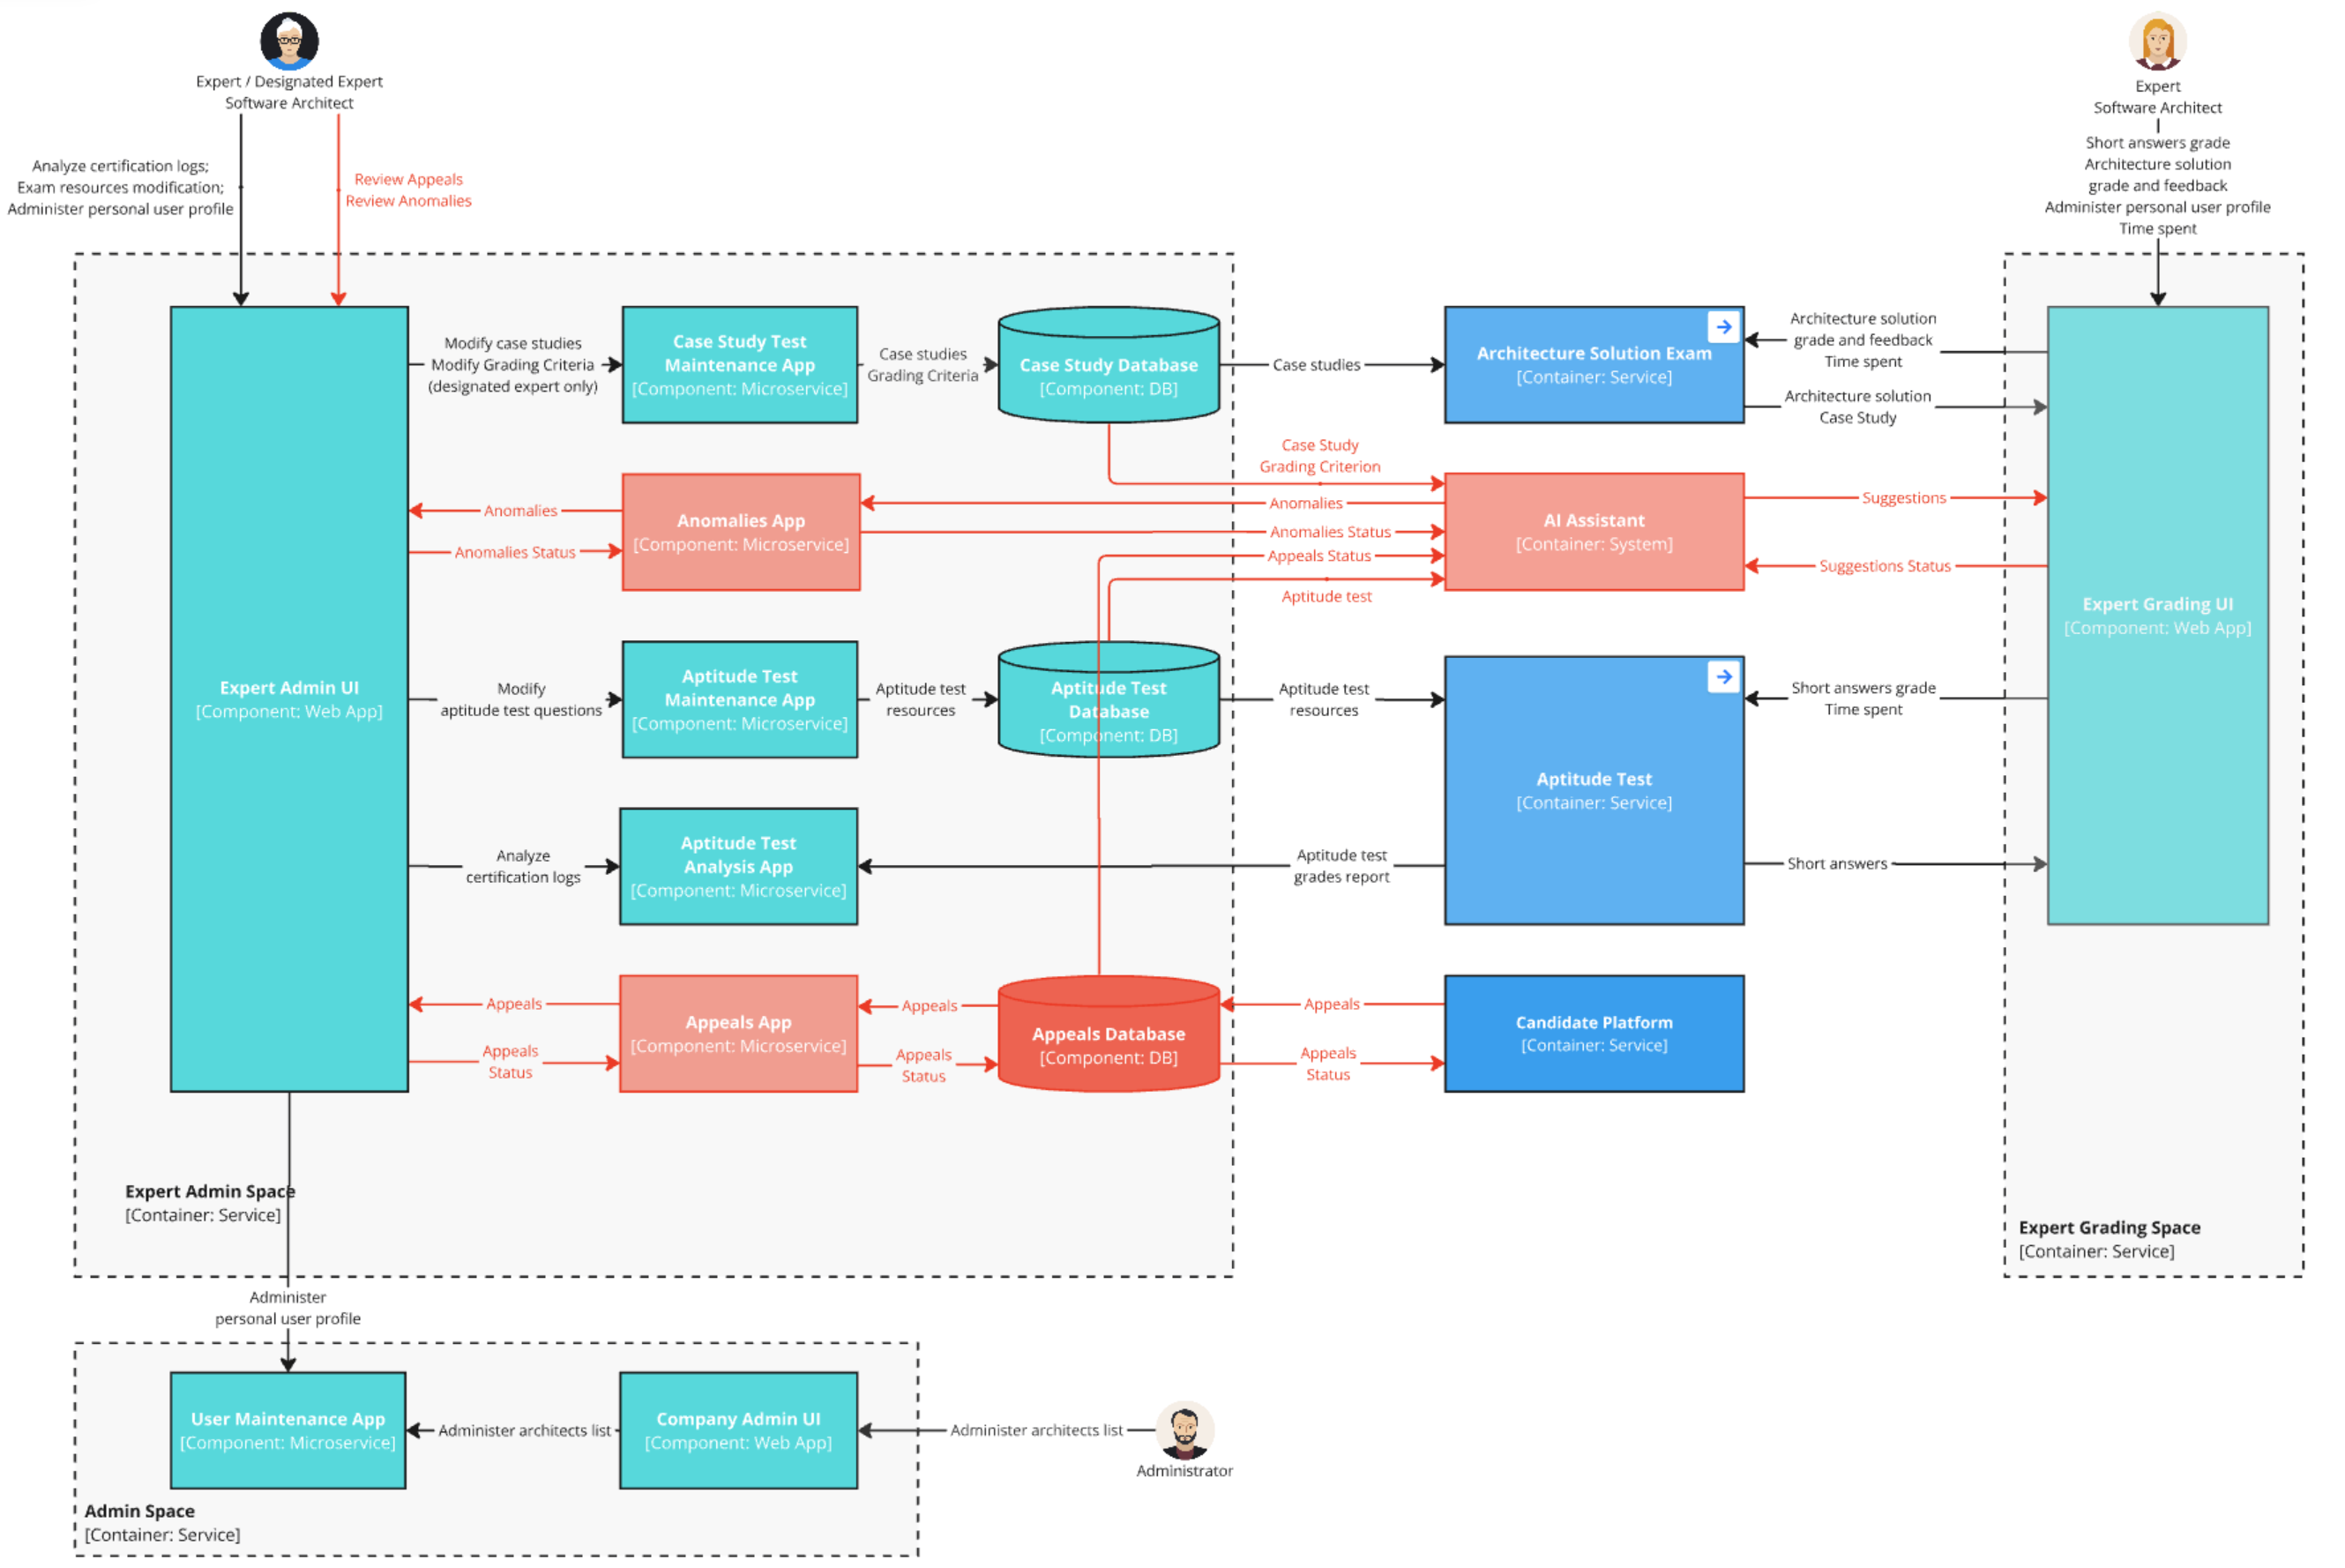 Expert / Designated Expert
Software Architect
Expert
Software Architect
Analyze certification logs;
Exam resources modification;
Administer personal user profile
Review Appeals
Review Anomalies
Short answers grade
Architecture solution
grade and feedback
Administer personal user profile
Time spent
Modify case studies
Modify Grading Criteria
(designated expert only)
Case Study Test
Maintenance App
[Component: Microservice]
Case studies
Grading Criteria
Case Study Database
[Component: DB]
Case studies
Architecture Solution Exam
[Container: Service]
Architecture solution
grade and feedback
Time spent
Architecture solution
Case Study
Case Study
Grading Criterion
Anomalies
Anomalies Status
Anomalies App
[Component: Microservice]
Anomalies
Anomalies Status
Appeals Status
Aptitude test
AI Assistant
[Container: System]
Suggestions
Suggestions Status
Expert Grading UI
[Component: Web App]
Expert Admin UI
[Component: Web App]
Modify
aptitude test questions
Aptitude Test
Maintenance App
[Component: Microservice]
Aptitude test
resources
Aptitude Test
Database
[Component: DB]
Aptitude test
resources
Short answers grade
Time spent
Aptitude Test
[Container: Service]
Analyze
certification logs
Aptitude Test
Analysis App
[Component: Microservice]
Aptitude test
grades report
Short answers
Appeals
Appeals
Status
Appeals App
[Component: Microservice]
Appeals
Appeals
Status
Appeals Database
[Component: DB]
Appeals
Appeals
Status
Candidate Platform
[Container: Service]
Expert Admin Space
[Container: Service]
Expert Grading Space
[Container: Service]
Administer
personal user profile
User Maintenance App
[Component: Microservice]
Administer architects list
Company Admin UI
[Component: Web App]
Administer architects list
Administrator
Admin Space
[Container: Service]